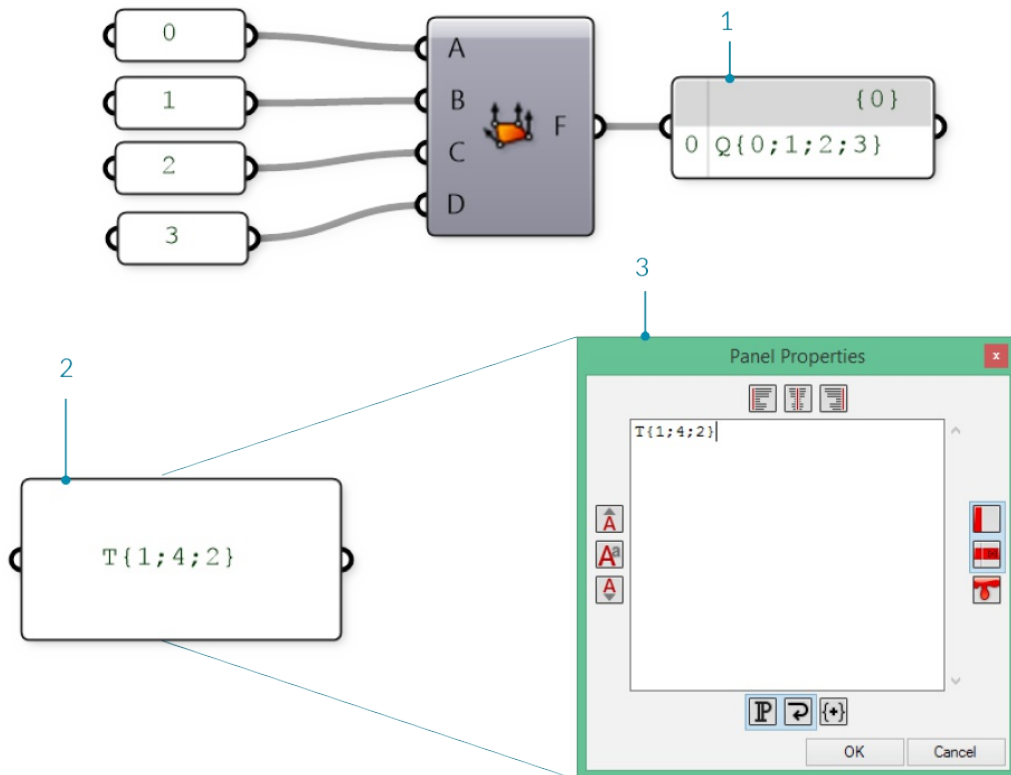 1
0
1
2
3
A
B
C
D
F
{0}
0 Q{0;1;2;3}
3
2
Panel Properties
x
T{1;4;2}
A
Aa
A
T{1;4;2}
P
{+}
OK
Cancel